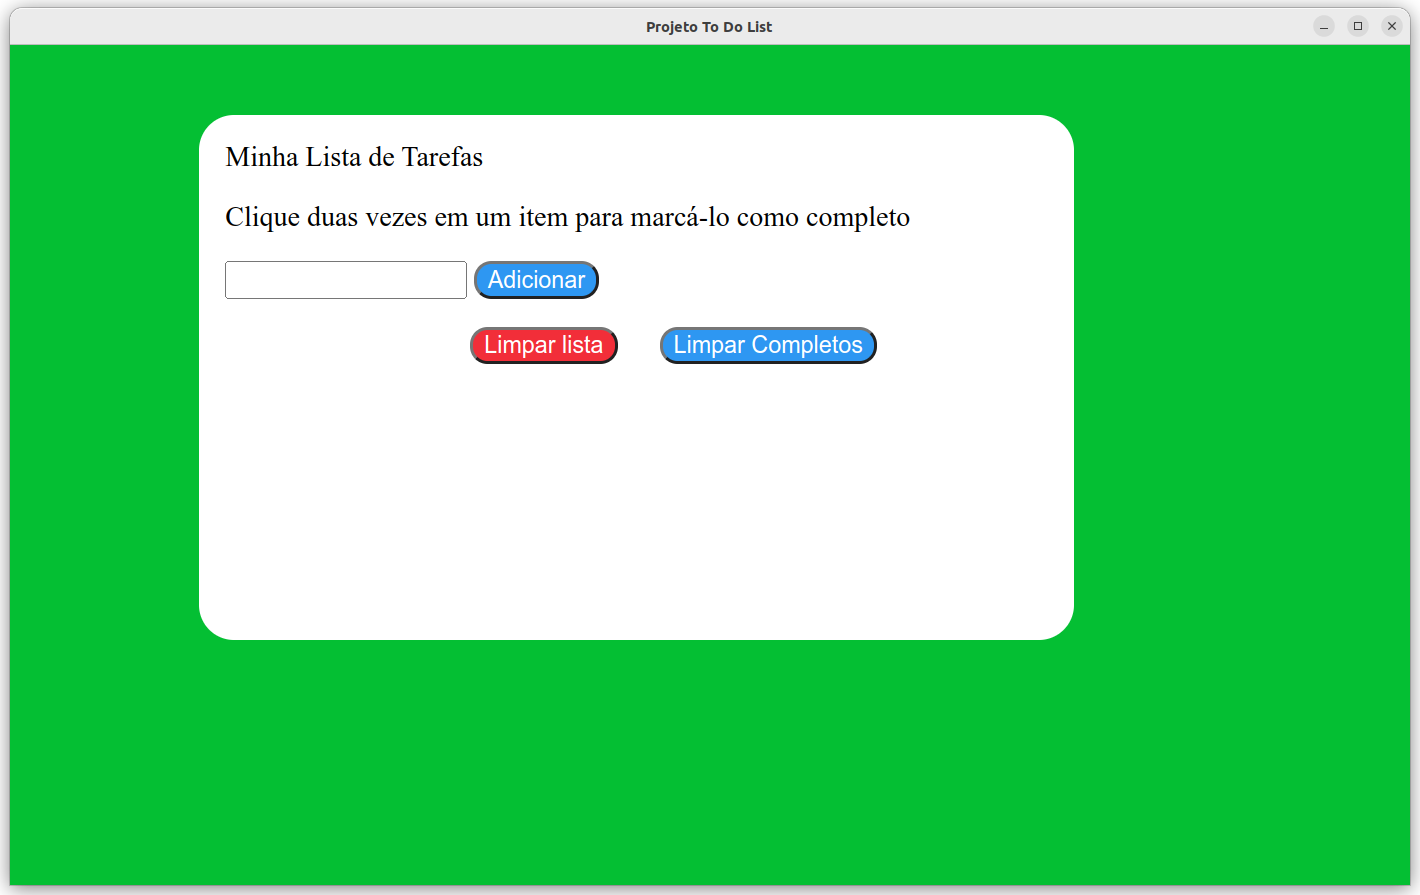 Projeto To Do List
Minha Lista de Tarefas
Clique duas vezes em um item para marcá-lo como completo
Adicionar
Limpar lista Limpar Completos